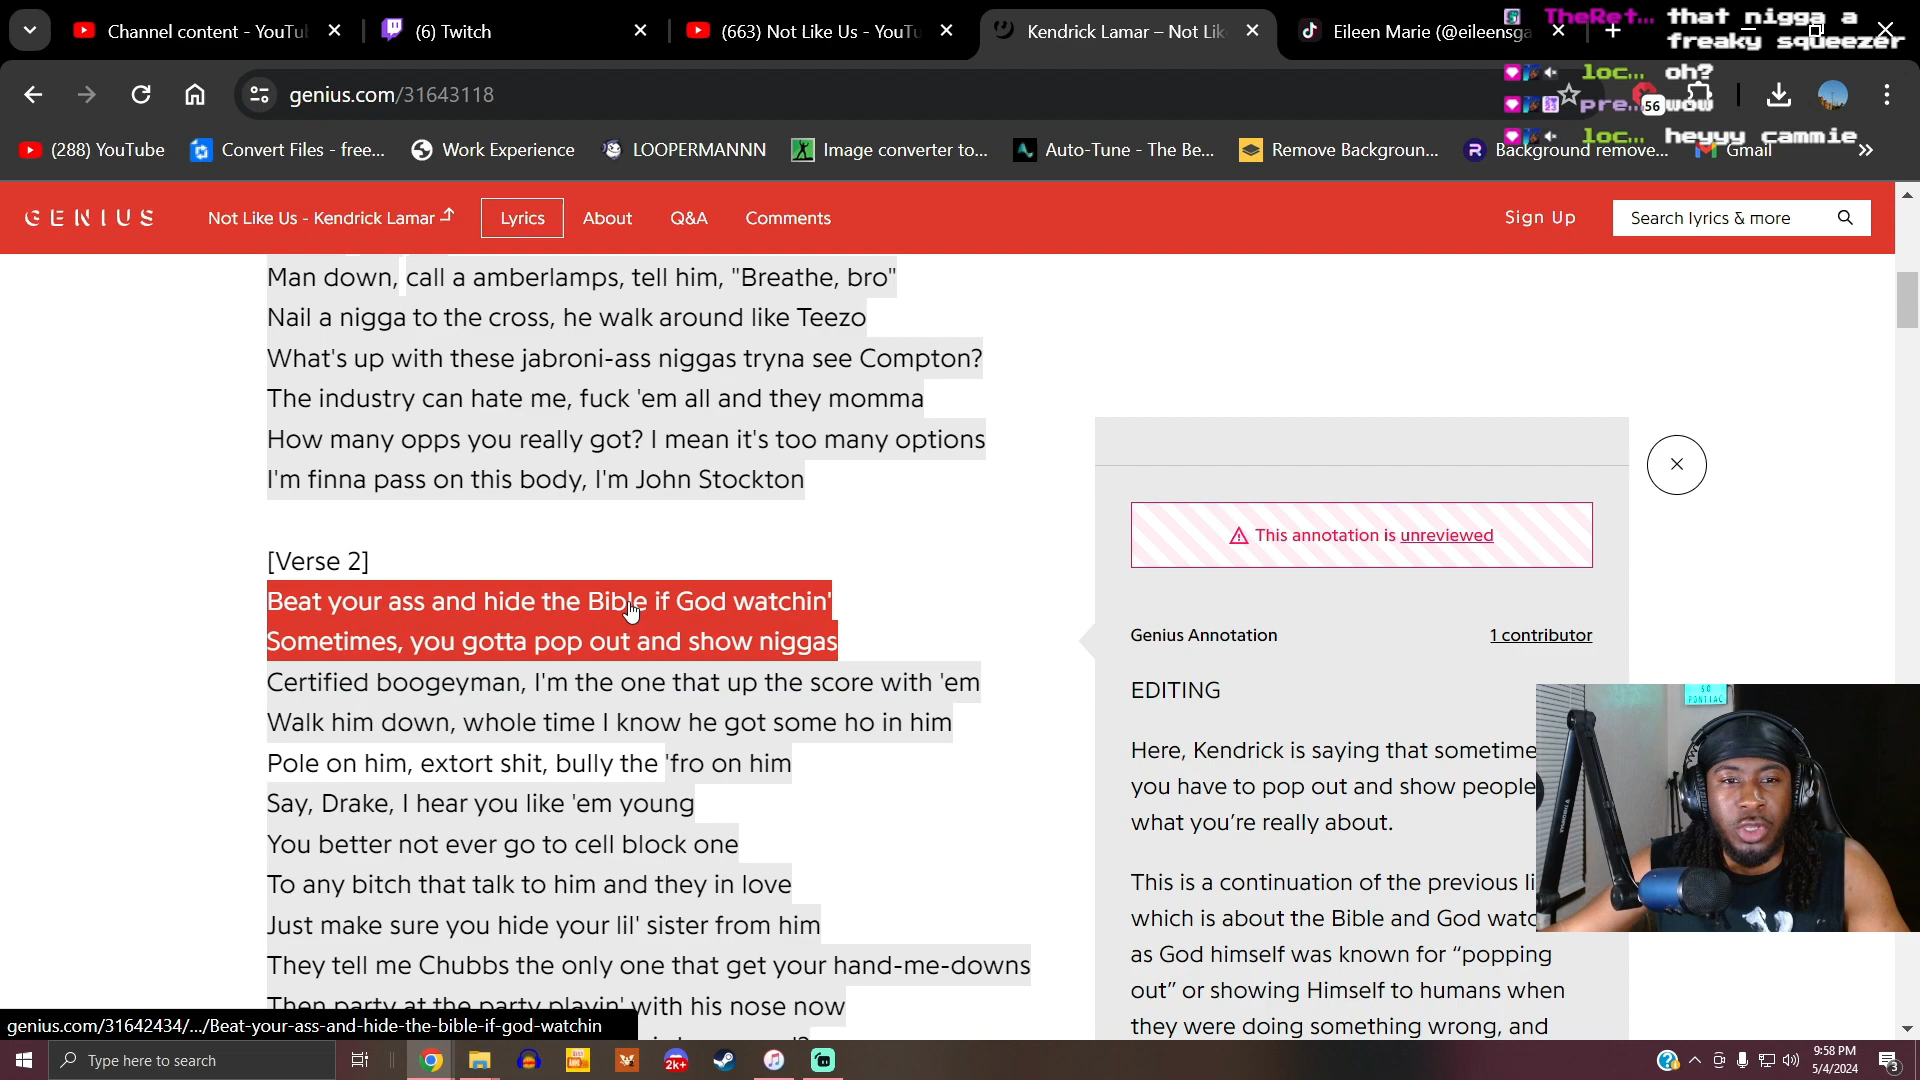 Channel content - YouTu
(6) Twitch
(663) Not Like Us - YouTu
Kendrick Lamar – Not Lik
Eileen Marie (@eileensga
TheRet... that nigga a
freaky squeezer
loc... oh?
pre... wow
loc... heyyy cammie
genius.com/31643118
56
(288) YouTube
Convert Files - free...
Work Experience
LOOPERMANNN
Image converter to...
Auto-Tune - The Be...
Remove Backgroun...
Background remove...
Gmail
GENIUS
Not Like Us - Kendrick Lamar
Lyrics
About
Q&A
Comments
Sign Up
Search lyrics & more
Man down, call a amberlamps, tell him, "Breathe, bro"
Nail a nigga to the cross, he walk around like Teezo
What's up with these jabroni-ass niggas tryna see Compton?
The industry can hate me, fuck 'em all and they momma
How many opps you really got? I mean it's too many options
I'm finna pass on this body, I'm John Stockton
[Verse 2]
Beat your ass and hide the Bible if God watchin'
Sometimes, you gotta pop out and show niggas
Certified boogeyman, I'm the one that up the score with 'em
Walk him down, whole time I know he got some ho in him
Pole on him, extort shit, bully the 'fro on him
Say, Drake, I hear you like 'em young
You better not ever go to cell block one
To any bitch that talk to him and they in love
Just make sure you hide your lil' sister from him
They tell me Chubbs the only one that get your hand-me-downs
Then party at the party playin' with his nose now
This annotation is unreviewed
Genius Annotation
1 contributor
EDITING
Here, Kendrick is saying that sometime
you have to pop out and show people
what you're really about.
This is a continuation of the previous li
which is about the Bible and God watc
as God himself was known for "popping
out" or showing Himself to humans when
they were doing something wrong, and
PONTIAC
genius.com/31642434/.../Beat-your-ass-and-hide-the-bible-if-god-watchin
Type here to search
2k+
9:58 PM
5/4/2024
3